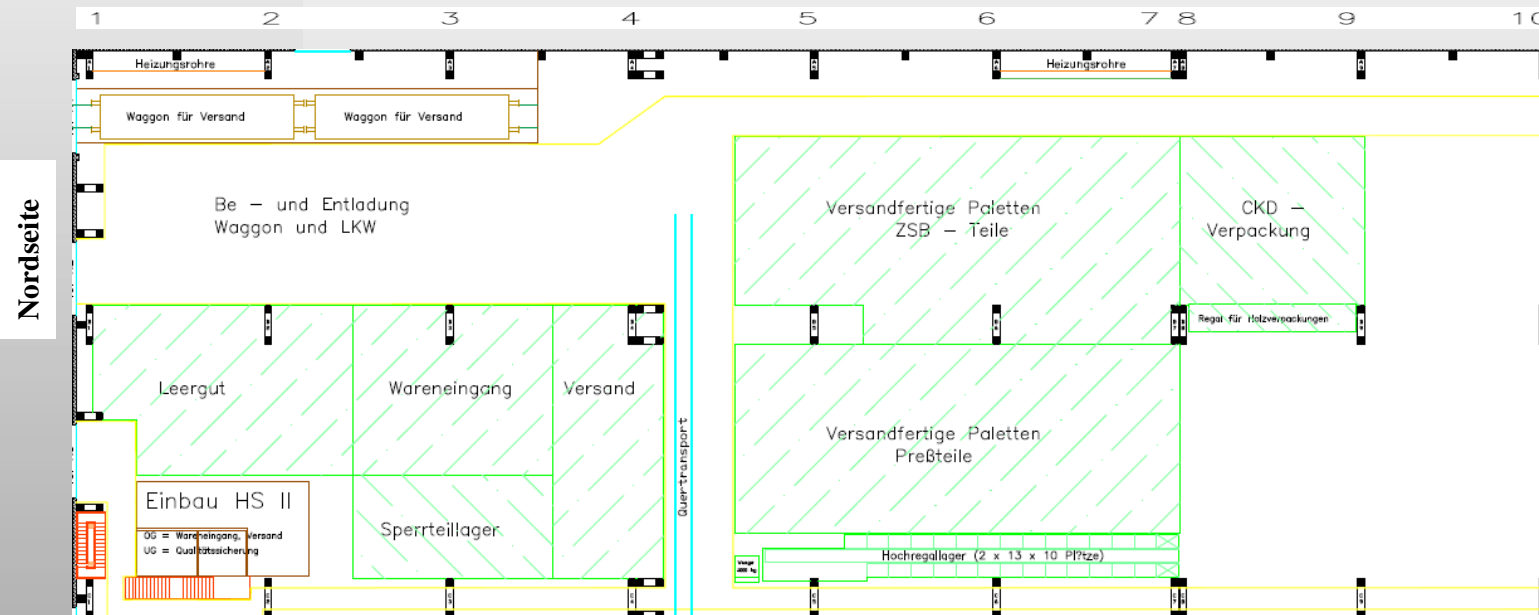 1 2 3 4 5 6 7 8 9 10
Heizungsrohre
Heizungsrohre
Waggon für Versand
Waggon für Versand
Nordseite
Be – und Entladung
Waggon und LKW
Versandfertige Paletten
ZSB – Teile
CKD –
Verpackung
Regal für Holzverpackungen
Leergut
Wareneingang
Versand
Quertransport
Versandfertige Paletten
Preßteile
Einbau HS II
OG = Wareneingang, Versand
UG = Qualitätssicherung
Sperrteillager
Hochregallager (2 x 13 x 10 Pl?tze)
Waage